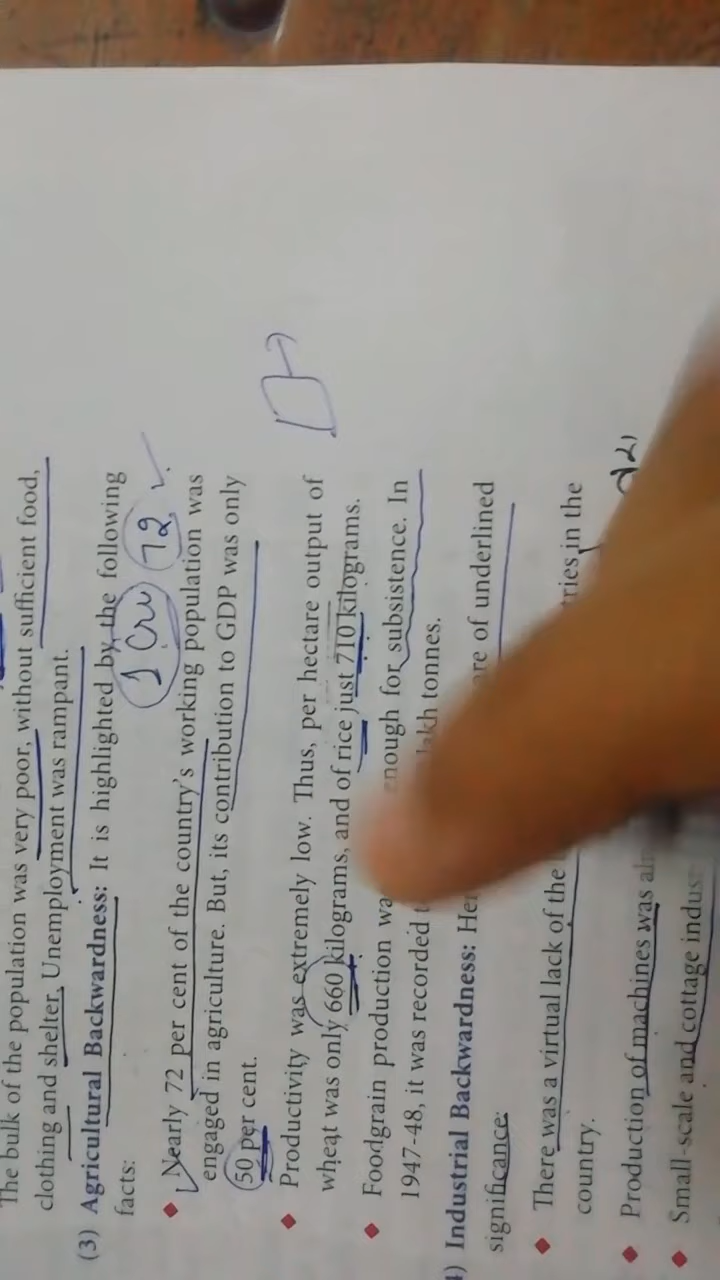 The bulk of the population was very poor, without sufficient food,
clothing and shelter. Unemployment was rampant.
(3) Agricultural Backwardness: It is highlighted by the following
facts:
1 Cru 72
Nearly 72 per cent of the country's working population was
engaged in agriculture. But, its contribution to GDP was only
50 per cent.
Productivity was extremely low. Thus, per hectare output of
wheat was only 660 kilograms, and of rice just 710 kilograms.
Foodgrain production enough for subsistence. In
1947-48, it was recorded lakh tonnes.
Industrial Backwardness: of underlined
significance:
There was a virtual lack of the in the
country.
Production of machines was
Small-scale and cottage